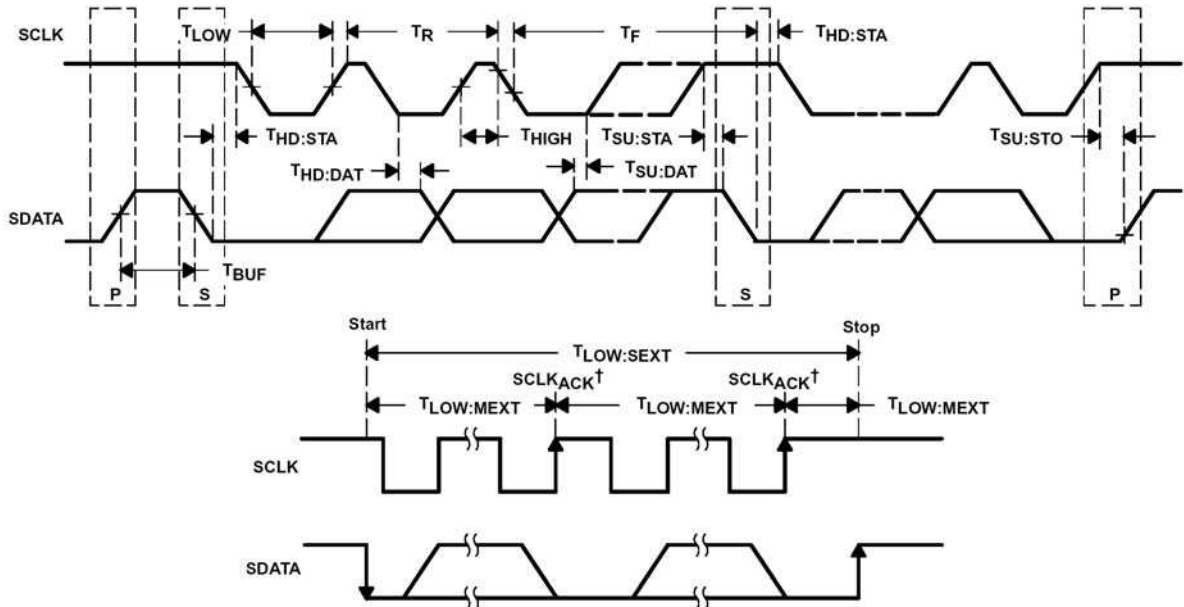 SCLK
TLOW
TR
TF
THD:STA
THD:STA
THIGH
TSU:STA
TSU:STO
THD:DAT
TSU:DAT
SDATA
TBUF
P
S
S
P
Start
Stop
TLOW:SEXT
SCLKACK†
SCLKACK†
TLOW:MEXT
TLOW:MEXT
TLOW:MEXT
SCLK
SDATA